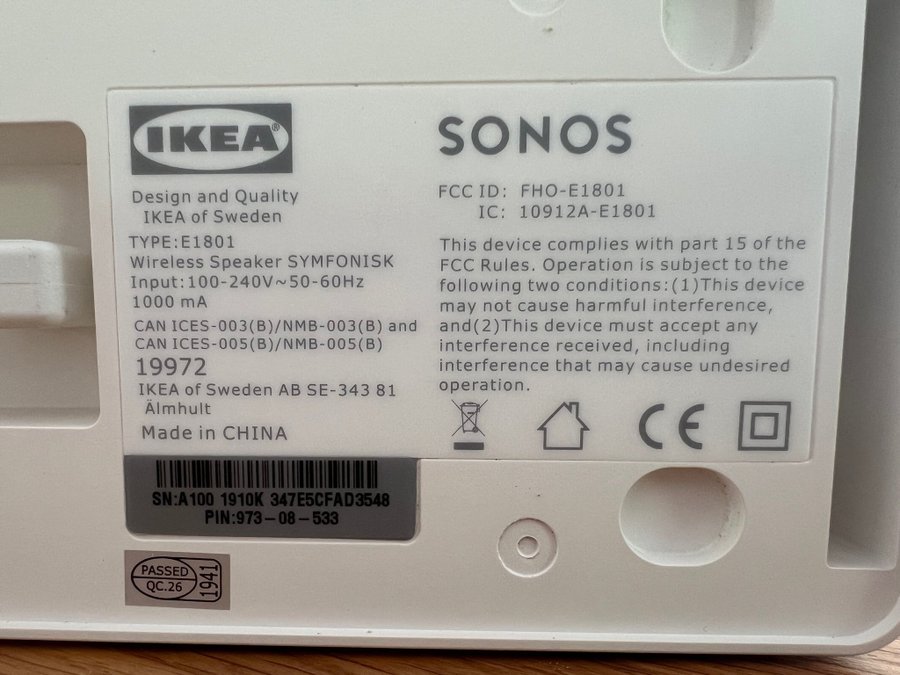 IKEA®
Design and Quality
IKEA of Sweden
TYPE:E1801
Wireless Speaker SYMFONISK
Input:100-240V~50-60Hz
1000 mA
CAN ICES-003(B)/NMB-003(B) and
CAN ICES-005(B)/NMB-005(B)
19972
IKEA of Sweden AB SE-343 81
Älmhult
Made in CHINA
SONOS
FCC ID: FHO-E1801
IC: 10912A-E1801
This device complies with part 15 of the
FCC Rules. Operation is subject to the
following two conditions:(1)This device
may not cause harmful interference,
and(2)This device must accept any
interference received, including
interference that may cause undesired
operation.
CE
SN:A100 1910K 347E5CFAD3548
PIN:973-08-533
PASSED
QC.26
1941